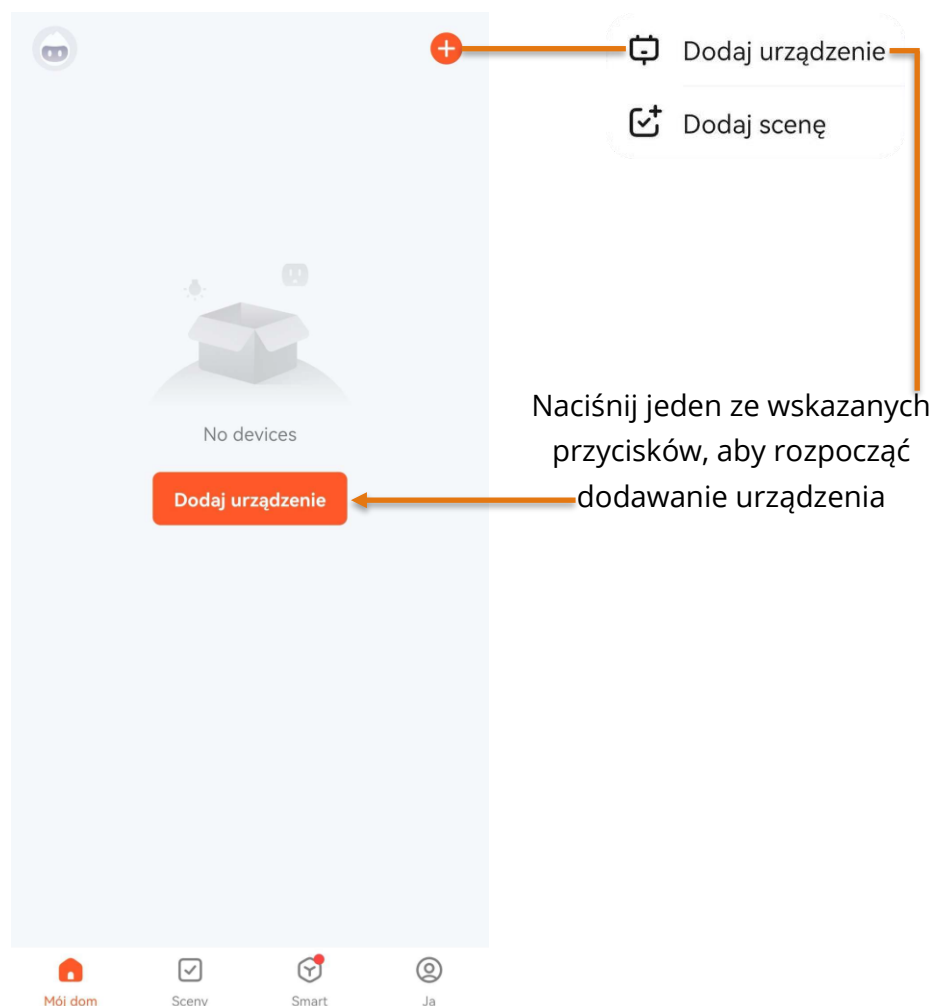 Dodaj urządzenie
Dodaj scenę
Naciśnij jeden ze wskazanych
przycisków, aby rozpocząć
dodawanie urządzenia
No devices
Dodaj urządzenie
Mój dom
Sceny
Smart
Ja